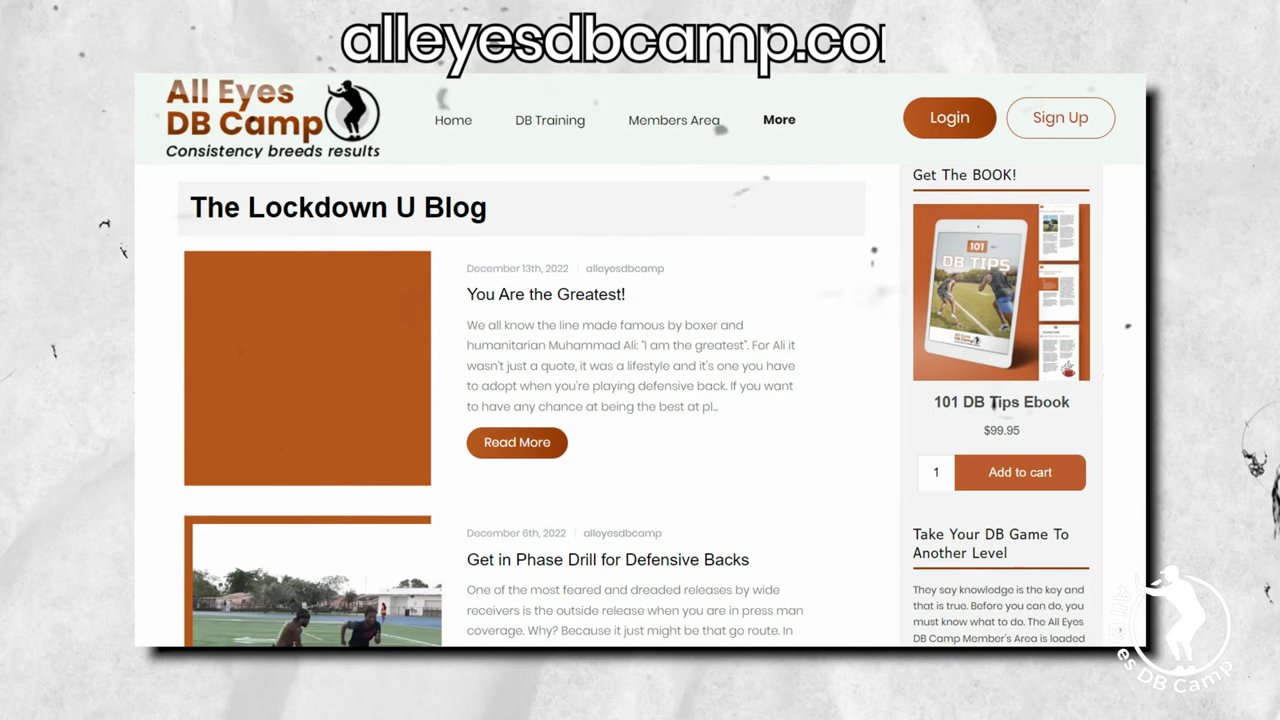 alleyesdbcamp.co
All Eyes
DB Camp
Consistency breeds results
Home
DB Training
Members Area
More
Login
Sign Up
The Lockdown U Blog
December 13th, 2022
alleyesdbcamp
You Are the Greatest!
We all know the line made famous by boxer and
humanitarian Muhammad Ali: "I am the greatest". For Ali it
wasn't just a quote, it was a lifestyle and it's one you have
to adopt when you're playing defensive back. If you want
to have any chance at being the best at pl...
Read More
December 6th, 2022
alleyesdbcamp
Get in Phase Drill for Defensive Backs
One of the most feared and dreaded releases by wide
receivers is the outside release when you are in press man
coverage. Why? Because it just might be that go route. In
Get The BOOK!
101
DB TIPS
All Eyes
DB Camp
101 DB Tips Ebook
$99.95
1
Add to cart
Take Your DB Game To
Another Level
They say knowledge is the key and
that is true. Before you can do, you
must know what to do. The All Eyes
DB Camp Member's Area is loaded
All Eyes DB Camp